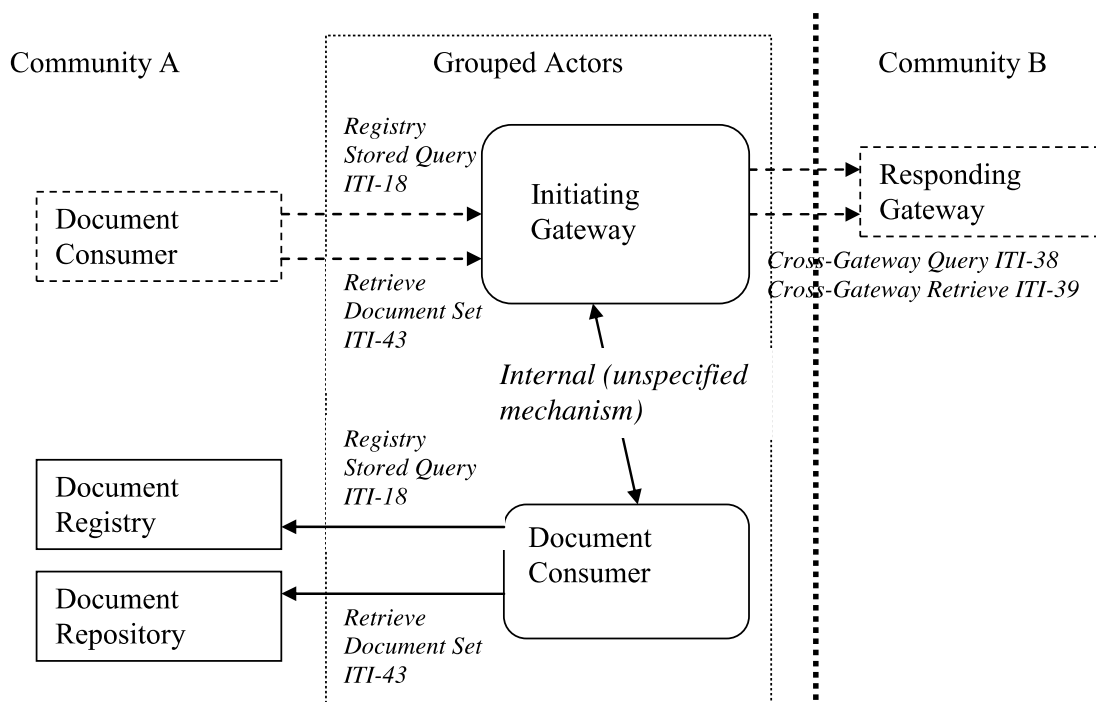 Community A
Grouped Actors
Community B
Registry
Stored Query
ITI-18
Initiating
Gateway
Responding
Gateway
Document
Consumer
Cross-Gateway Query ITI-38
Cross-Gateway Retrieve ITI-39
Retrieve
Document Set
ITI-43
Internal (unspecified
mechanism)
Registry
Stored Query
ITI-18
Document
Registry
Document
Consumer
Document
Repository
Retrieve
Document Set
ITI-43